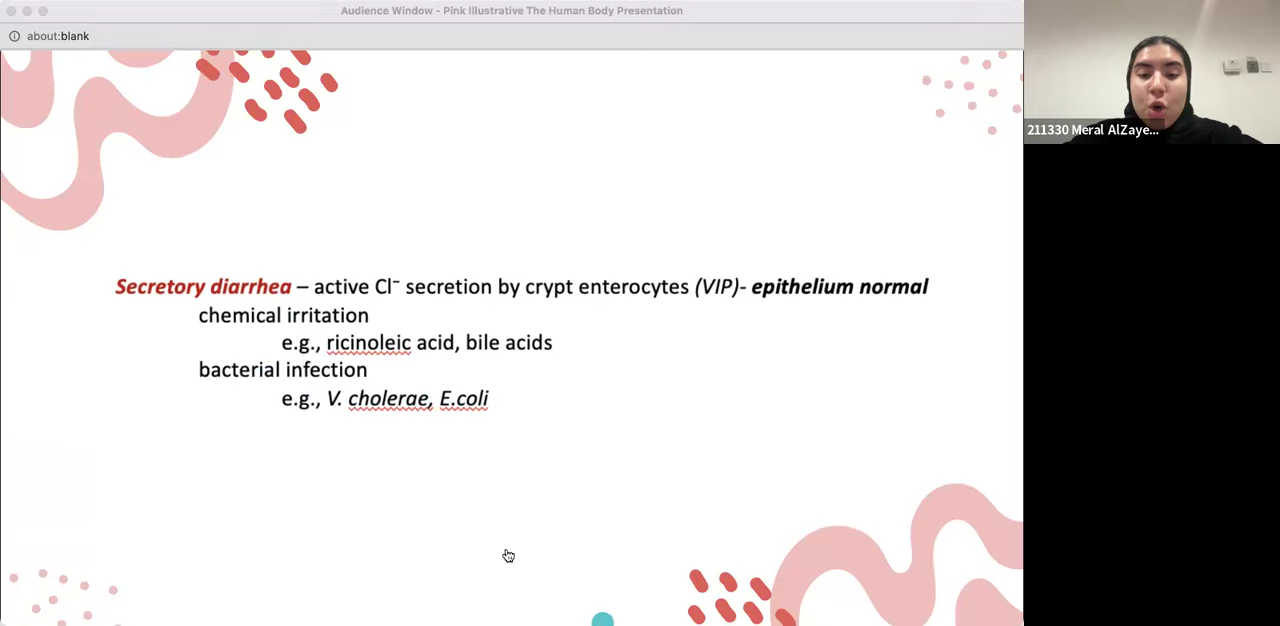 Audience Window - Pink Illustrative The Human Body Presentation
about:blank
211330 Meral AlZaye...
Secretory diarrhea – active Cl⁻ secretion by crypt enterocytes (VIP)- epithelium normal
chemical irritation
e.g., ricinoleic acid, bile acids
bacterial infection
e.g., V. cholerae, E.coli